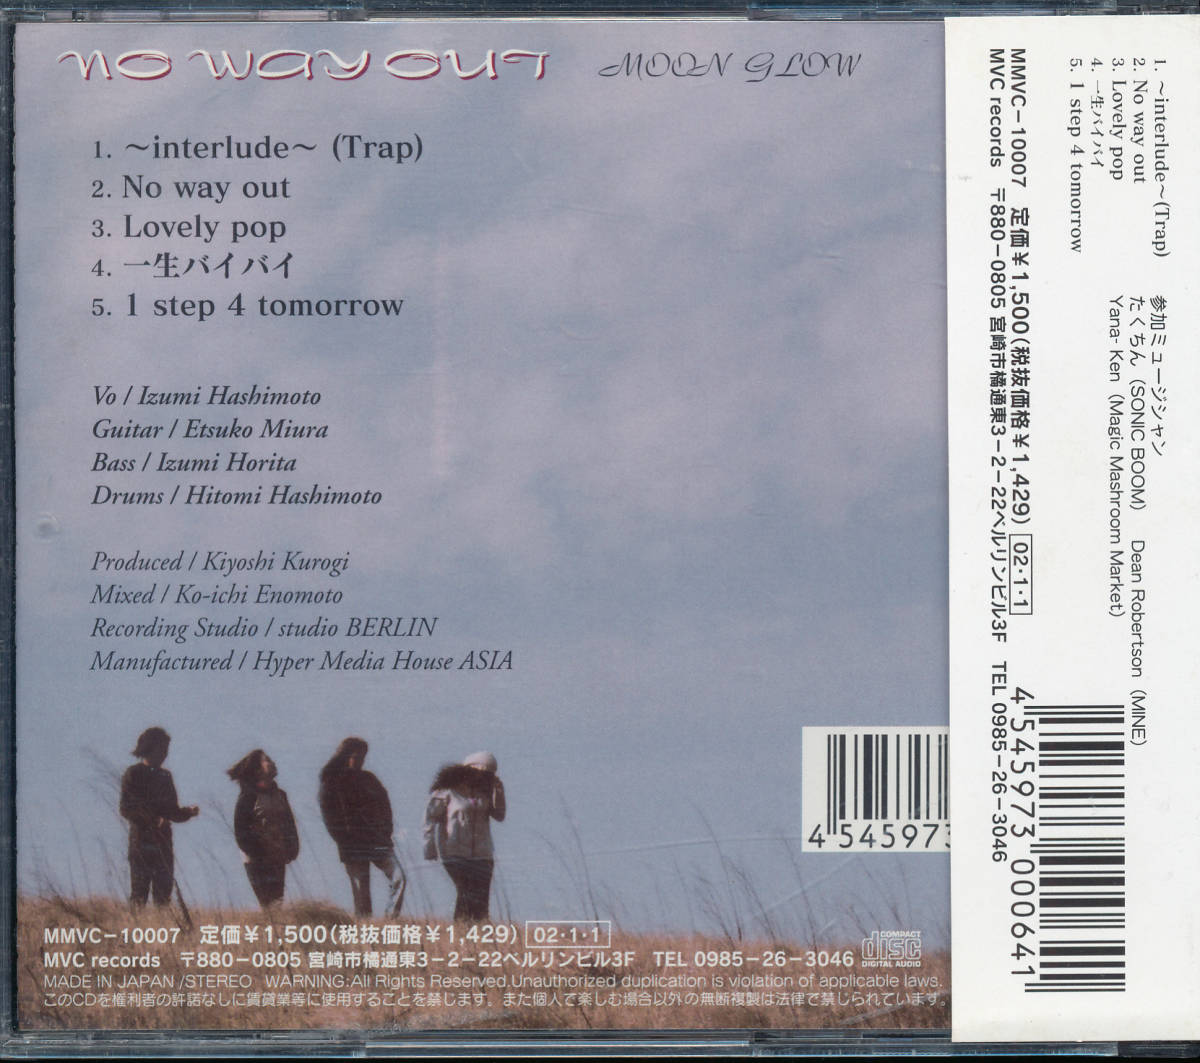 NO WAY OUT MOON GLOW
1. ～interlude～ (Trap)
2. No way out
3. Lovely pop
4. 一生バイバイ
5. 1 step 4 tomorrow
Vo / Izumi Hashimoto
Guitar / Etsuko Miura
Bass / Izumi Horita
Drums / Hitomi Hashimoto
Produced / Kiyoshi Kurogi
Mixed / Ko-ichi Enomoto
Recording Studio / studio BERLIN
Manufactured / Hyper Media House ASIA
4 545973
MMVC-10007 定価¥1,500(税抜価格¥1,429) 02・1・1
MVC records 〒880-0805 宮崎市橘通東3-2-22ベルリンビル3F TEL 0985-26-3046
COMPACT
disc
DIGITAL AUDIO
MADE IN JAPAN /STEREO WARNING:All Rights Reserved.Unauthorized duplication is violation of applicable laws.
このCDを権利者の許諾なしに賃貸業等に使用することを禁じます。また個人で楽しむ場合以外の無断複製は法律で禁じられています。
1. ～interlude～(Trap)
2. No way out
3. Lovely pop
4. 一生バイバイ
5. 1 step 4 tomorrow
参加ミュージシャン
たくちん（SONIC BOOM） Dean Robertson（MINE）
Yana- Ken（Magic Mashroom Market）
MMVC-10007 定価¥1,500(税抜価格¥1,429) 02・1・1
MVC records 〒880-0805 宮崎市橘通東3-2-22ベルリンビル3F TEL 0985-26-3046
4 545973 000641